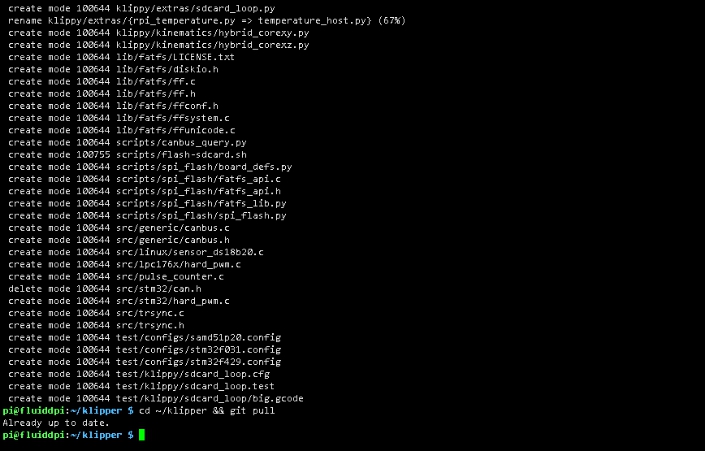 create mode 100644 klippy/extras/sdcard_loop.py
rename klippy/extras/{rpi_temperature.py => temperature_host.py} (67%)
create mode 100644 klippy/kinematics/hybrid_corexy.py
create mode 100644 klippy/kinematics/hybrid_corexz.py
create mode 100644 lib/fatfs/LICENSE.txt
create mode 100644 lib/fatfs/diskio.h
create mode 100644 lib/fatfs/ff.c
create mode 100644 lib/fatfs/ff.h
create mode 100644 lib/fatfs/ffconf.h
create mode 100644 lib/fatfs/ffsystem.c
create mode 100644 lib/fatfs/ffunicode.c
create mode 100644 scripts/canbus_query.py
create mode 100755 scripts/flash-sdcard.sh
create mode 100644 scripts/spi_flash/board_defs.py
create mode 100644 scripts/spi_flash/fatfs_api.c
create mode 100644 scripts/spi_flash/fatfs_api.h
create mode 100644 scripts/spi_flash/fatfs_lib.py
create mode 100644 scripts/spi_flash/spi_flash.py
create mode 100644 src/generic/canbus.c
create mode 100644 src/generic/canbus.h
create mode 100644 src/linux/sensor_ds18b20.c
create mode 100644 src/lpc176x/hard_pwm.c
create mode 100644 src/pulse_counter.c
delete mode 100644 src/stm32/can.h
create mode 100644 src/stm32/hard_pwm.c
create mode 100644 src/trsync.c
create mode 100644 src/trsync.h
create mode 100644 test/configs/samd51p20.config
create mode 100644 test/configs/stm32f031.config
create mode 100644 test/configs/stm32f429.config
create mode 100644 test/klippy/sdcard_loop.cfg
create mode 100644 test/klippy/sdcard_loop.test
create mode 100644 test/klippy/sdcard_loop/big.gcode
pi@fluiddpi:~/klipper $ cd ~/klipper && git pull
Already up to date.
pi@fluiddpi:~/klipper $